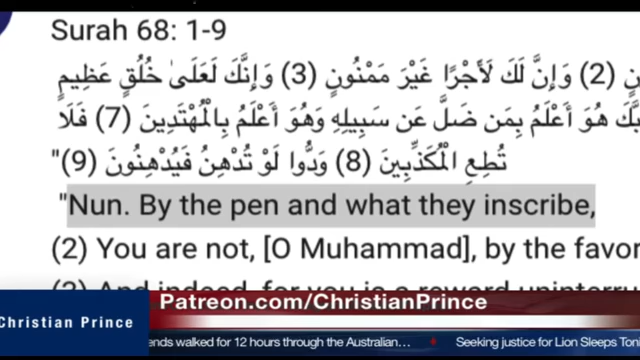 Surah 68: 1-9
(2) وَإِنَّ لَكَ لَأَجْرًا غَيْرَ مَمْنُونٍ (3) وَإِنَّكَ لَعَلَىٰ خُلُقٍ عَظِيمٍ
هُوَ أَعْلَمُ بِمَن ضَلَّ عَن سَبِيلِهِ وَهُوَ أَعْلَمُ بِالْمُهْتَدِينَ (7) فَلَا
تُطِعِ الْمُكَذِّبِينَ (8) وَدُّوا لَوْ تُدْهِنُ فَيُدْهِنُونَ (9)"
"Nun. By the pen and what they inscribe,
(2) You are not, [O Muhammad], by the favor
Patreon.com/ChristianPrince
Christian Prince
ends walked for 12 hours through the Australian... Seeking justice for Lion Sleeps Ton